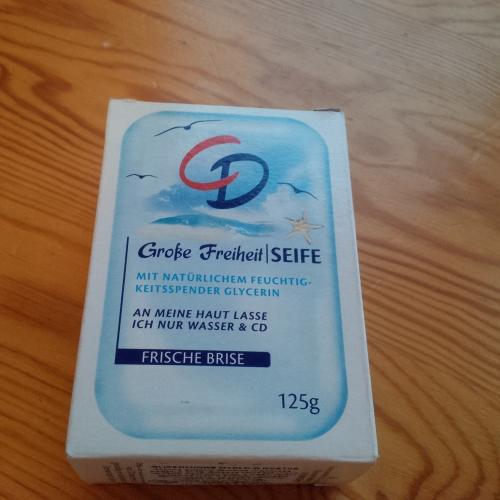 CD
Große Freiheit | SEIFE
MIT NATÜRLICHEM FEUCHTIG-
KEITSSPENDER GLYCERIN
AN MEINE HAUT LASSE
ICH NUR WASSER & CD
FRISCHE BRISE
125g